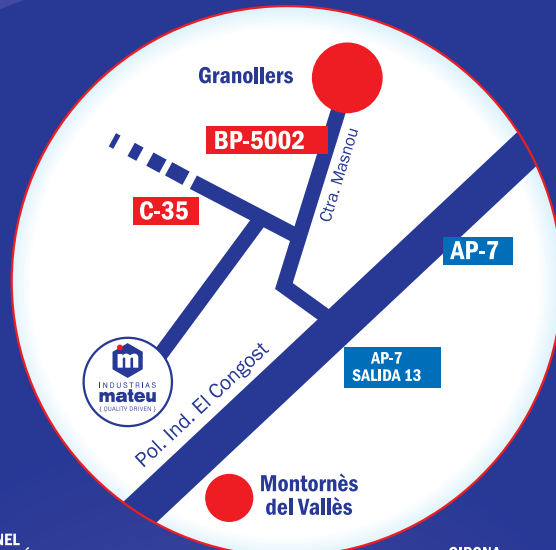 Granollers
BP-5002
Ctra. Masnou
C-35
AP-7
m
INDUSTRIAS
mateu
{ QUALITY DRIVEN }
AP-7
SALIDA 13
Pol. Ind. El Congost
Montornès
del Vallès